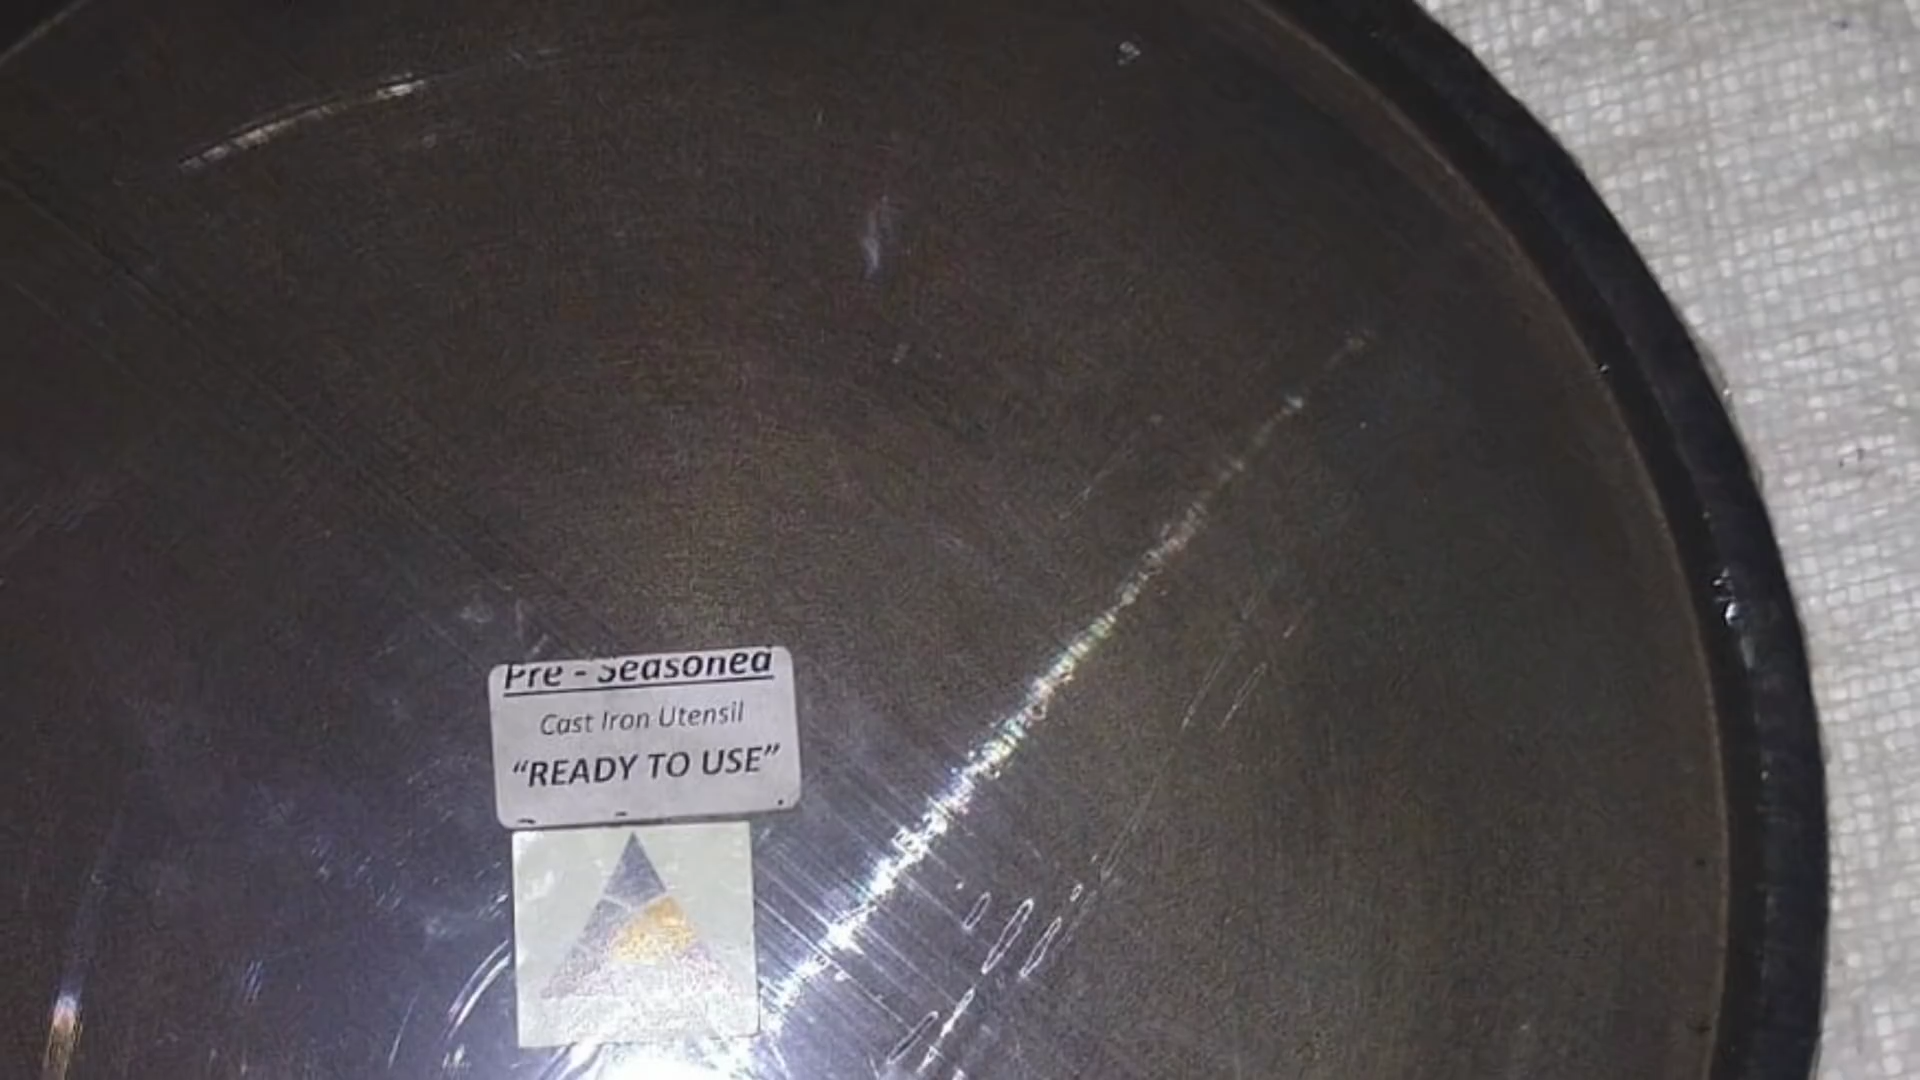 Pre - Seasoned
Cast Iron Utensil
“READY TO USE”